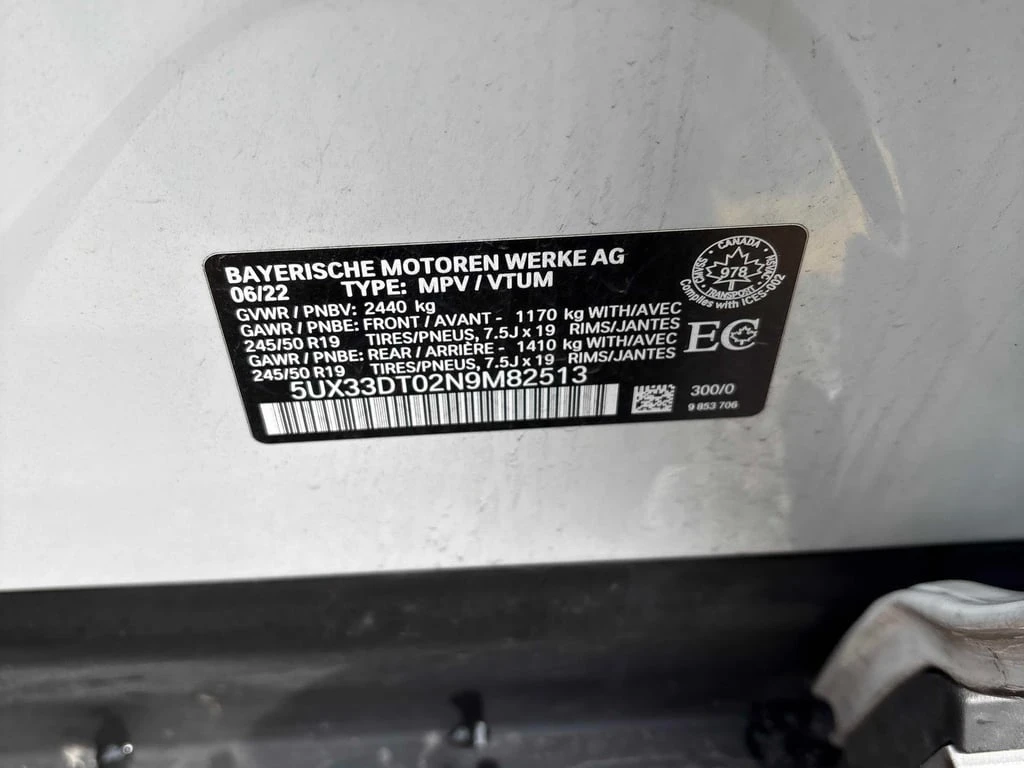 BAYERISCHE MOTOREN WERKE AG
06/22 TYPE: MPV / VTUM
GVWR / PNBV: 2440 kg
GAWR / PNBE: FRONT / AVANT - 1170 kg WITH/AVEC
245/50 R19 TIRES/PNEUS, 7.5J x 19 RIMS/JANTES
GAWR / PNBE: REAR / ARRIÈRE - 1410 kg WITH/AVEC
245/50 R19 TIRES/PNEUS, 7.5J x 19 RIMS/JANTES
5UX33DT02N9M82513
CANADA
CMVSS
978
NSVAC
TRANSPORT
Complies with ICES-002
EC
300/0
9 853 706